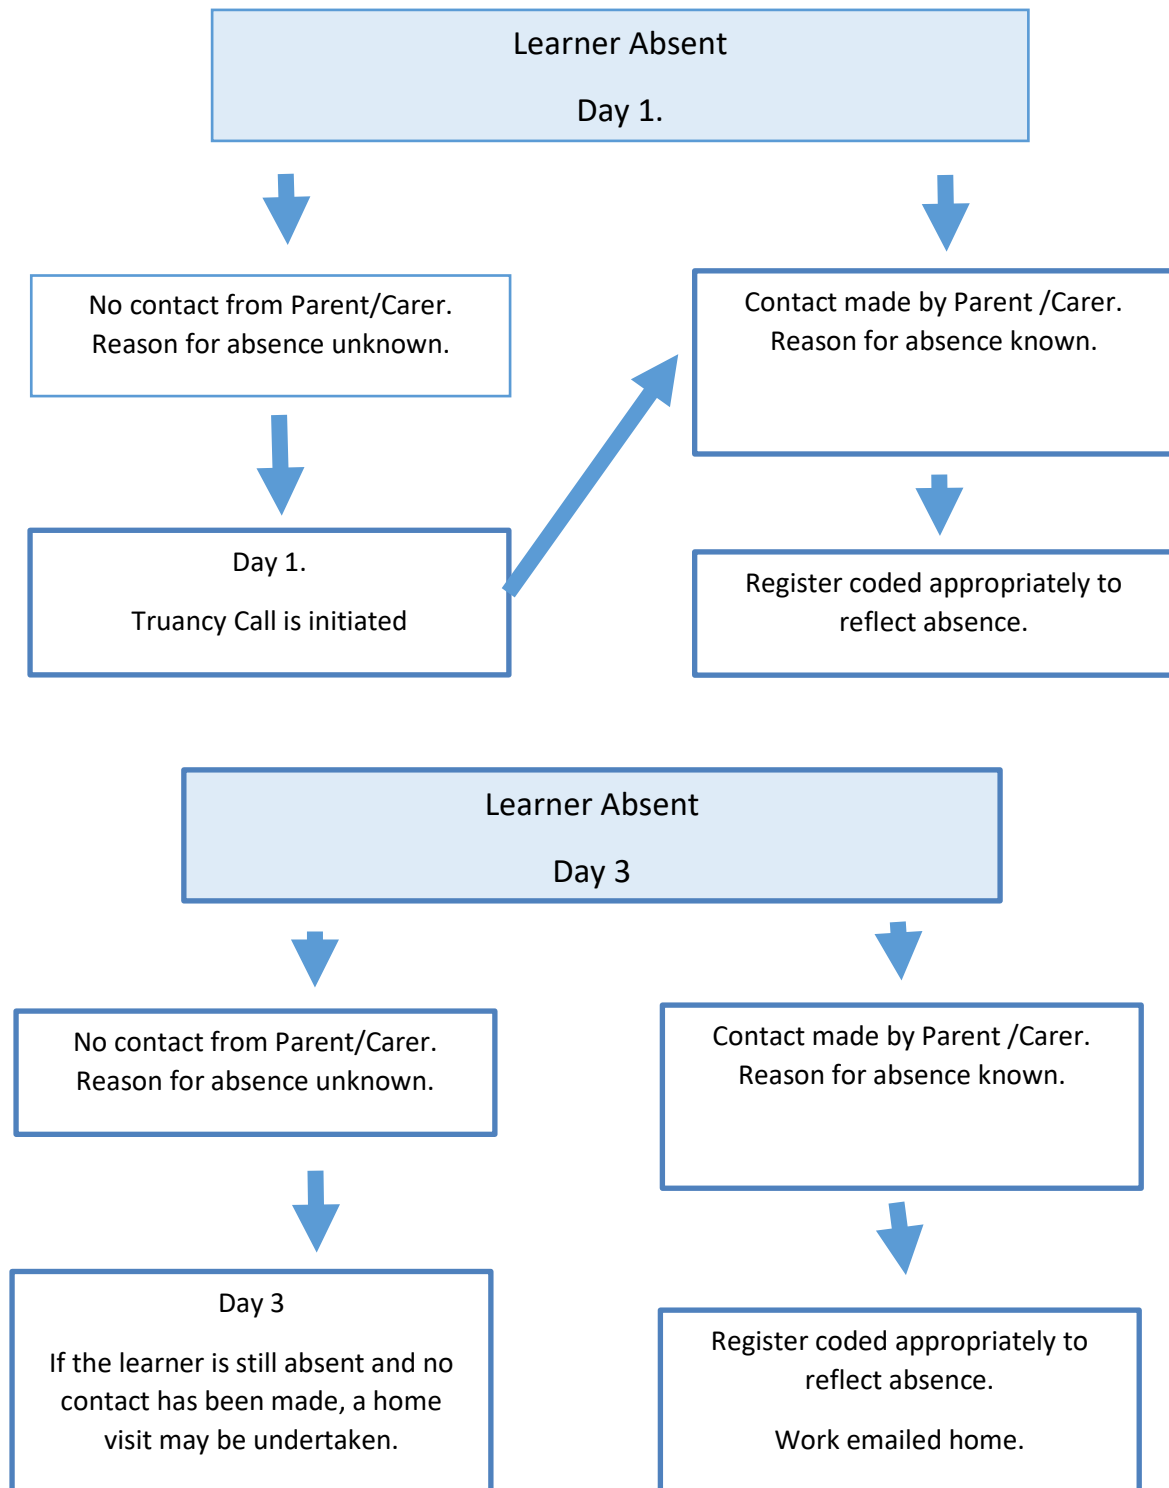 Learner Absent
Day 1.
No contact from Parent/Carer.
Reason for absence unknown.
Contact made by Parent /Carer.
Reason for absence known.
Day 1.
Truancy Call is initiated
Register coded appropriately to
reflect absence.
Learner Absent
Day 3
No contact from Parent/Carer.
Reason for absence unknown.
Contact made by Parent /Carer.
Reason for absence known.
Day 3
If the learner is still absent and no
contact has been made, a home
visit may be undertaken.
Register coded appropriately to
reflect absence.
Work emailed home.